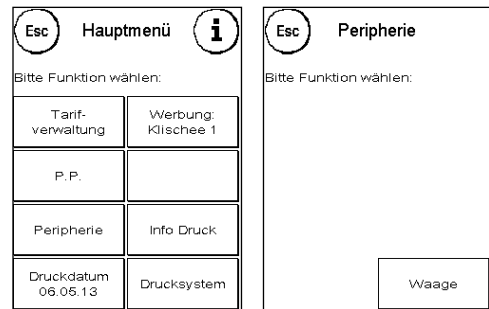 Esc Hauptmenü i
Bitte Funktion wählen:
Tarif-
verwaltung
Werbung:
Klischee 1
P.P.
Peripherie
Info Druck
Druckdatum
06.05.13
Drucksystem
Esc Peripherie
Bitte Funktion wählen:
Waage